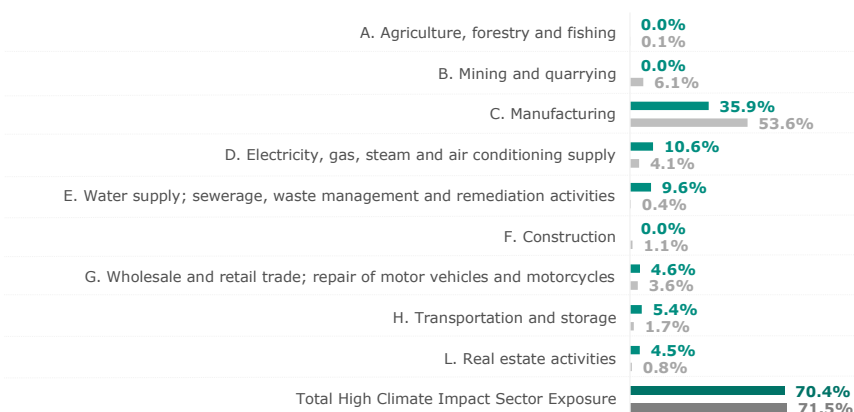 A. Agriculture, forestry and fishing
0.0%
0.1%
B. Mining and quarrying
0.0%
6.1%
C. Manufacturing
35.9%
53.6%
D. Electricity, gas, steam and air conditioning supply
10.6%
4.1%
E. Water supply; sewerage, waste management and remediation activities
9.6%
0.4%
F. Construction
0.0%
1.1%
G. Wholesale and retail trade; repair of motor vehicles and motorcycles
4.6%
3.6%
H. Transportation and storage
5.4%
1.7%
L. Real estate activities
4.5%
0.8%
Total High Climate Impact Sector Exposure
70.4%
71.5%